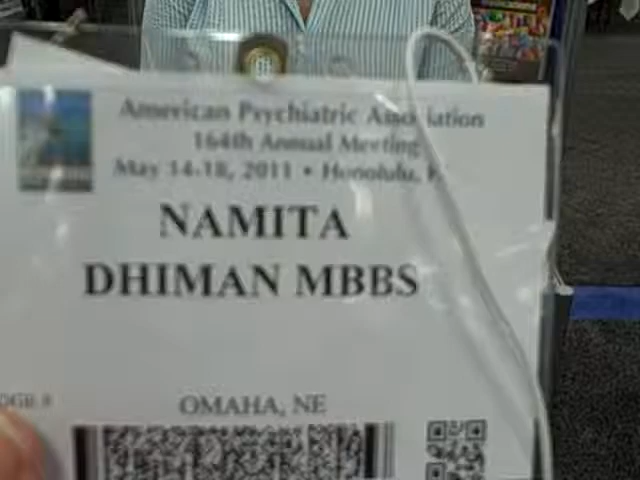 American Psychiatric Association
164th Annual Meeting
May 14-18, 2011 • Honolulu,
NAMITA
DHIMAN MBBS
OMAHA, NE